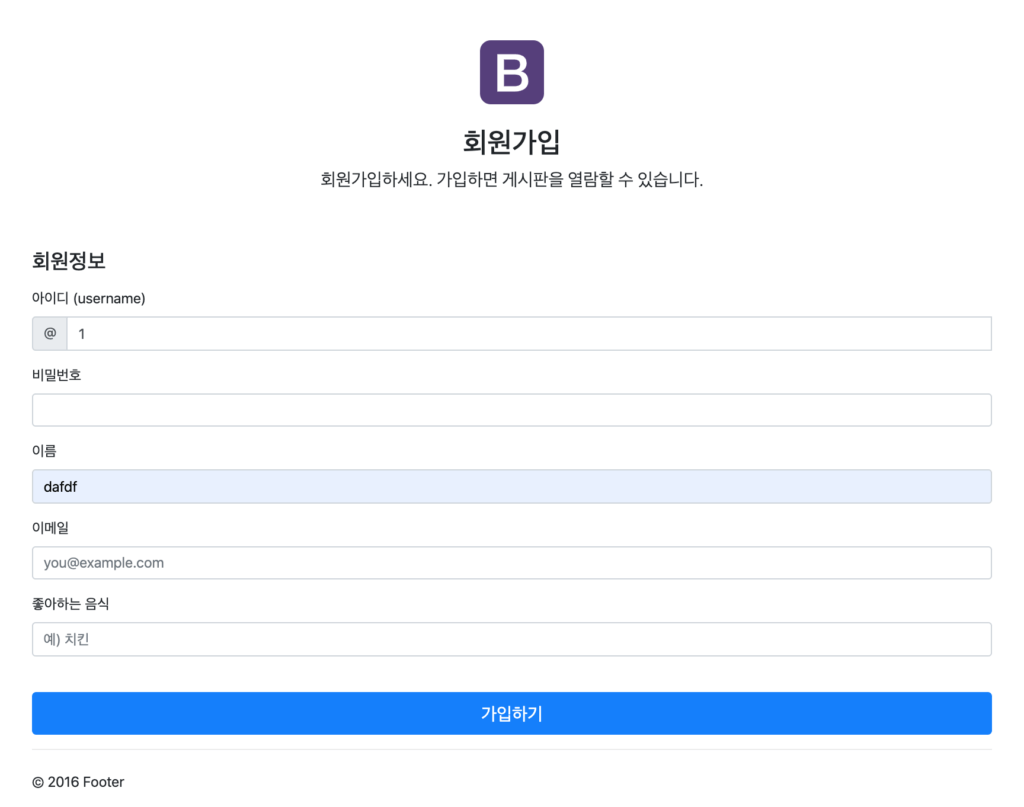 B
회원가입
회원가입하세요. 가입하면 게시판을 열람할 수 있습니다.
회원정보
아이디 (username)
@ 1
비밀번호
이름
dafdf
이메일
you@example.com
좋아하는 음식
예) 치킨
가입하기
© 2016 Footer